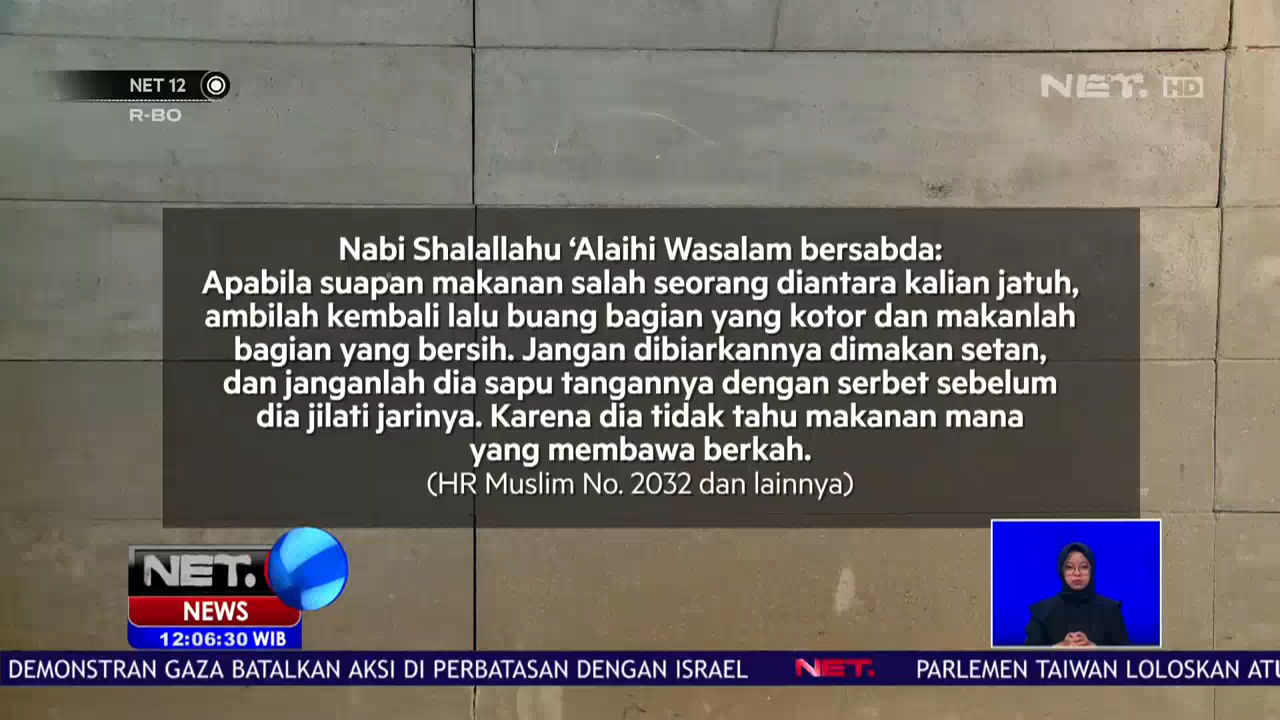 NET 12
R-BO
NET. HD
Nabi Shalallahu ‘Alaihi Wasalam bersabda:
Apabila suapan makanan salah seorang diantara kalian jatuh,
ambilah kembali lalu buang bagian yang kotor dan makanlah
bagian yang bersih. Jangan dibiarkannya dimakan setan,
dan janganlah dia sapu tangannya dengan serbet sebelum
dia jilati jarinya. Karena dia tidak tahu makanan mana
yang membawa berkah.
(HR Muslim No. 2032 dan lainnya)
NET.
NEWS
12:06:30 WIB
DEMONSTRAN GAZA BATALKAN AKSI DI PERBATASAN DENGAN ISRAEL NET. PARLEMEN TAIWAN LOLOSKAN ATU